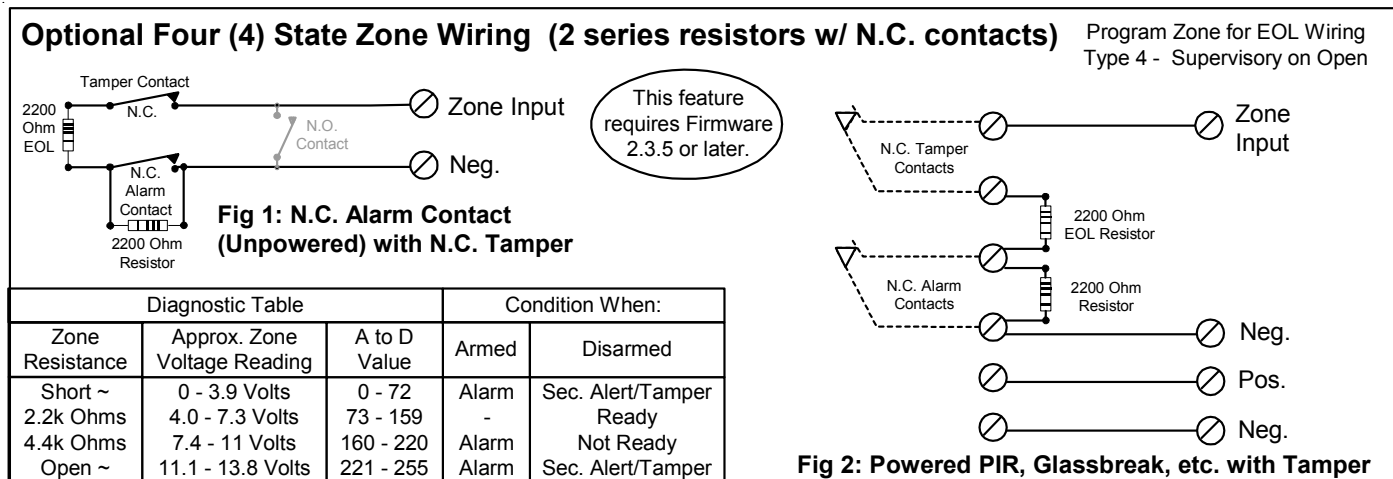 Optional Four (4) State Zone Wiring (2 series resistors w/ N.C. contacts)
Program Zone for EOL Wiring
Type 4 - Supervisory on Open
Tamper Contact
N.C.
2200
Ohm
EOL
N.O.
Contact
Zone Input
Neg.
N.C.
Alarm
Contact
2200 Ohm
Resistor
Fig 1: N.C. Alarm Contact
(Unpowered) with N.C. Tamper
This feature
requires Firmware
2.3.5 or later.
N.C. Tamper
Contacts
Zone
Input
2200 Ohm
EOL Resistor
N.C. Alarm
Contacts
2200 Ohm
Resistor
Neg.
Pos.
Neg.
Fig 2: Powered PIR, Glassbreak, etc. with Tamper
Diagnostic Table Condition When:
Zone Resistance Approx. Zone Voltage Reading A to D Value Armed Disarmed
Short ~ 0 - 3.9 Volts 0 - 72 Alarm Sec. Alert/Tamper
2.2k Ohms 4.0 - 7.3 Volts 73 - 159 - Ready
4.4k Ohms 7.4 - 11 Volts 160 - 220 Alarm Not Ready
Open ~ 11.1 - 13.8 Volts 221 - 255 Alarm Sec. Alert/Tamper